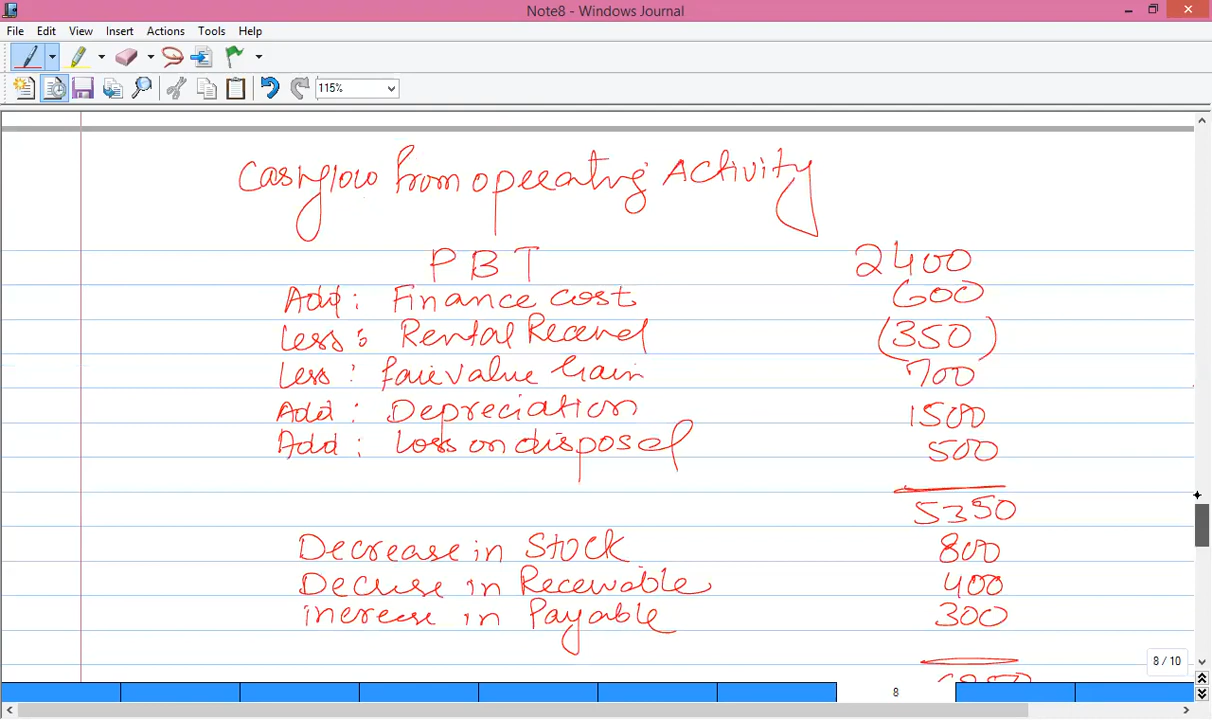 Note8 - Windows Journal
File Edit View Insert Actions Tools Help
115%
Cashflow from operating Activity
PBT 2400
Add: Finance cost 600
Less: Rental Received (350)
Less: fair value Gain 700
Add: Depreciation 1500
Add: Loss on disposal 500
5350
Decrease in Stock 800
Decrease in Receivable 400
increase in Payable 300
8 / 10
8